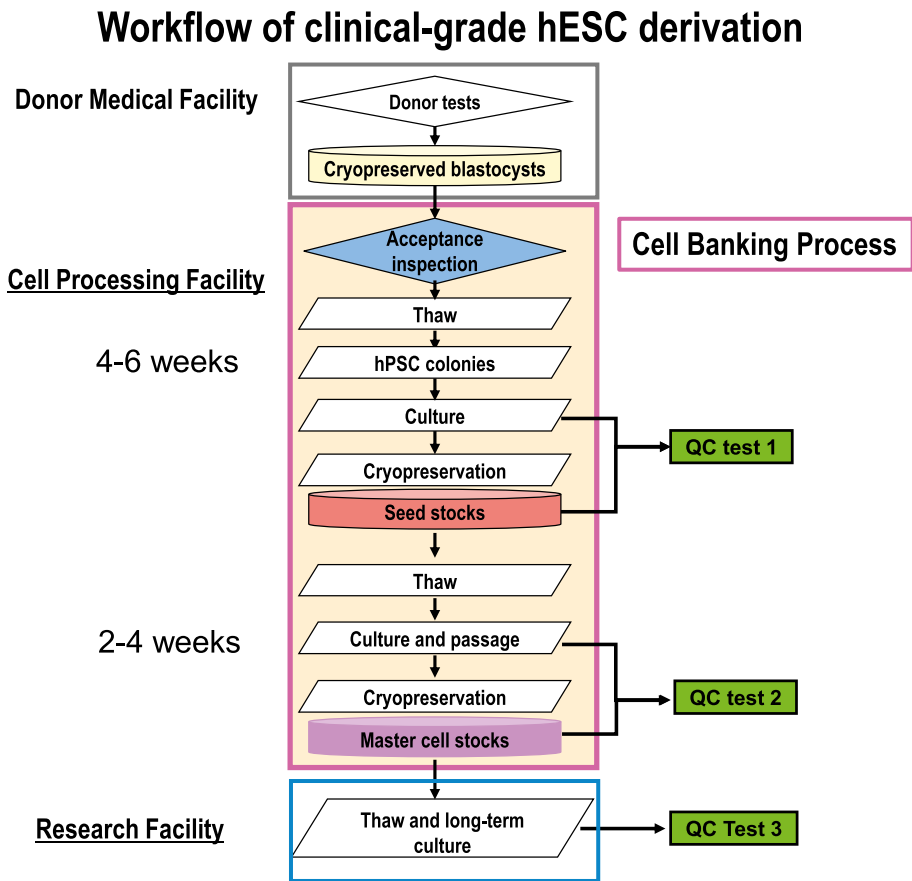 Workflow of clinical-grade hESC derivation
Donor Medical Facility
Donor tests
Cryopreserved blastocysts
Acceptance
inspection
Cell Banking Process
Cell Processing Facility
Thaw
4-6 weeks
hPSC colonies
Culture
QC test 1
Cryopreservation
Seed stocks
Thaw
2-4 weeks
Culture and passage
Cryopreservation
QC test 2
Master cell stocks
Research Facility
Thaw and long-term
culture
QC Test 3